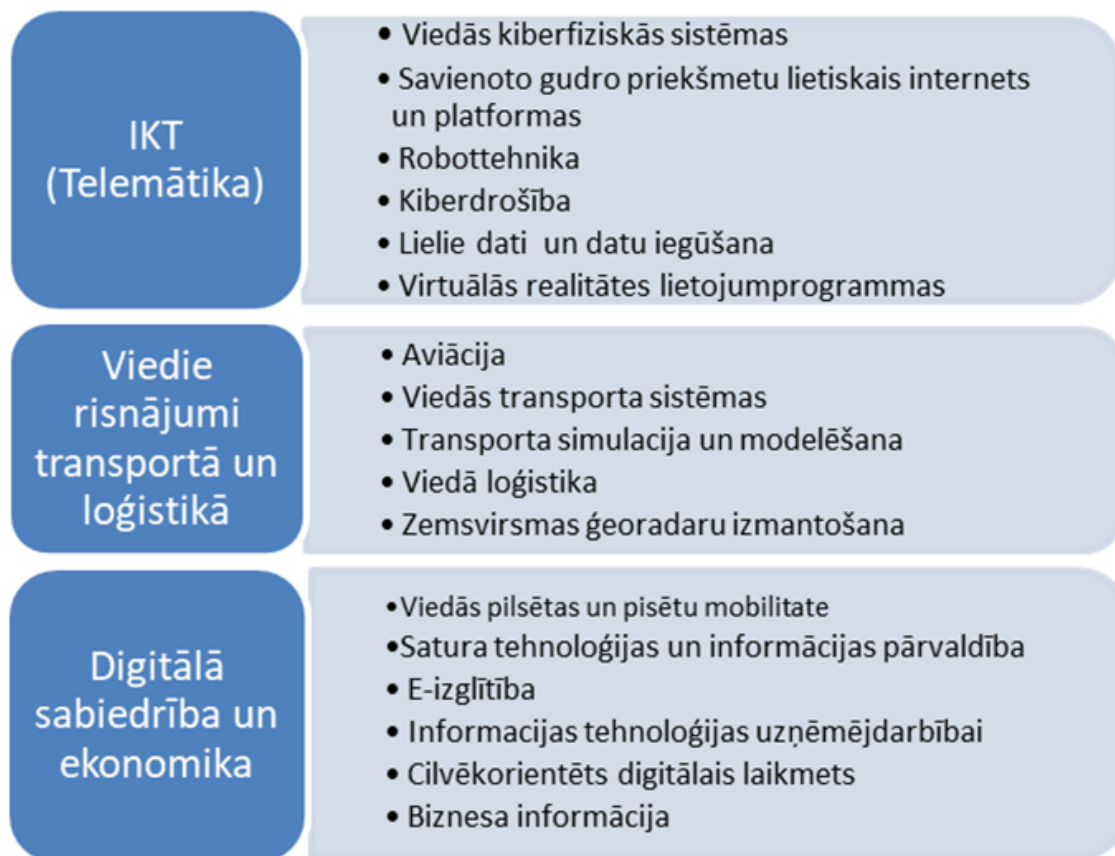 IKT
(Telemātika)
• Viedās kiberfiziskās sistēmas
• Savienoto gudro priekšmetu lietiskais internets
un platformas
• Robottehnika
• Kiberdrošība
• Lielie dati un datu iegūšana
• Virtuālās realitātes lietojumprogrammas
Viedie
risnājumi
transportā un
loģistikā
• Aviācija
• Viedās transporta sistēmas
• Transporta simulacija un modelēšana
• Viedā loģistika
• Zemsvirsmas ģeoradaru izmantošana
Digitālā
sabiedrība un
ekonomika
•Viedās pilsētas un pisētu mobilitate
•Satura tehnoloģijas un informācijas pārvaldība
• E-izglītība
• Informacijas tehnoloģijas uzņēmējdarbībai
• Cilvēkorientēts digitālais laikmets
• Biznesa informācija